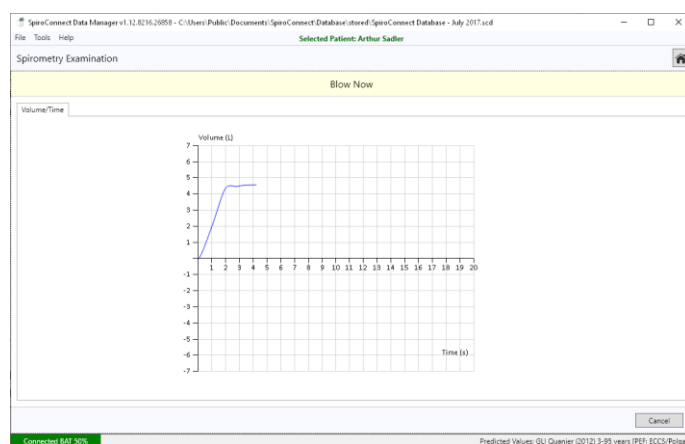 SpiroConnect Data Manager v1.12.8216.26858 - C:\Users\Public\Documents\SpiroConnect\Database\stored\SpiroConnect Database - July 2017.scd
File Tools Help Selected Patient: Arthur Sadler
Spirometry Examination
Blow Now
Volume/Time
Volume (L)
7
6
5
4
3
2
1
1 2 3 4 5 6 7 8 9 10 11 12 13 14 15 16 17 18 19 20
-1
-2
-3
-4
-5
-6
Time (s)
-7
Cancel
Connected BAT 50% Predicted Values: GLI Quanjer (2012) 3-95 years [PEF: ECCS/Polga